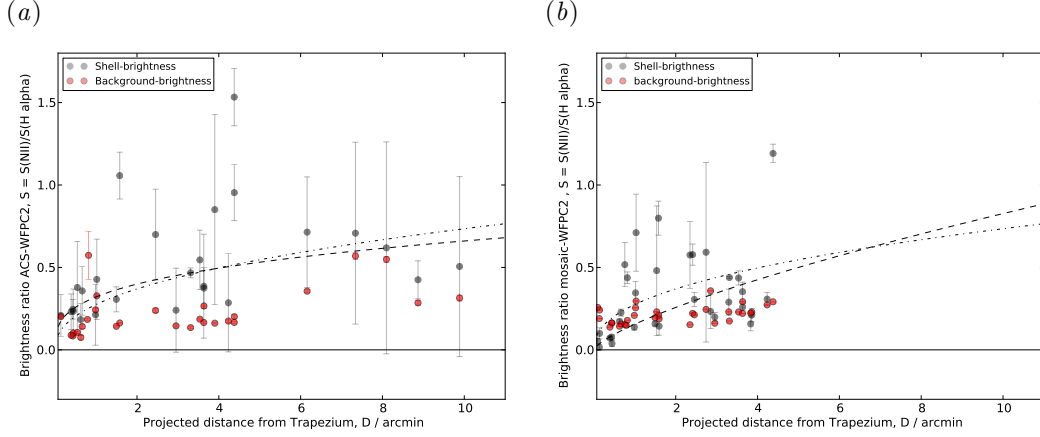 (a)
(b)
Shell-brightness
Background-brightness
Brightness ratio ACS-WFPC2, S = S(NII)/S(H alpha)
1.5
1.0
0.5
0.0
2
4
6
8
10
Projected distance from Trapezium, D / arcmin
Shell-brigthness
background-brightness
Brightness ratio mosaic-WFPC2 , S = S(NII)/S(H alpha)
1.5
1.0
0.5
0.0
2
4
6
8
10
Projected distance from Trapezium, D / arcmin